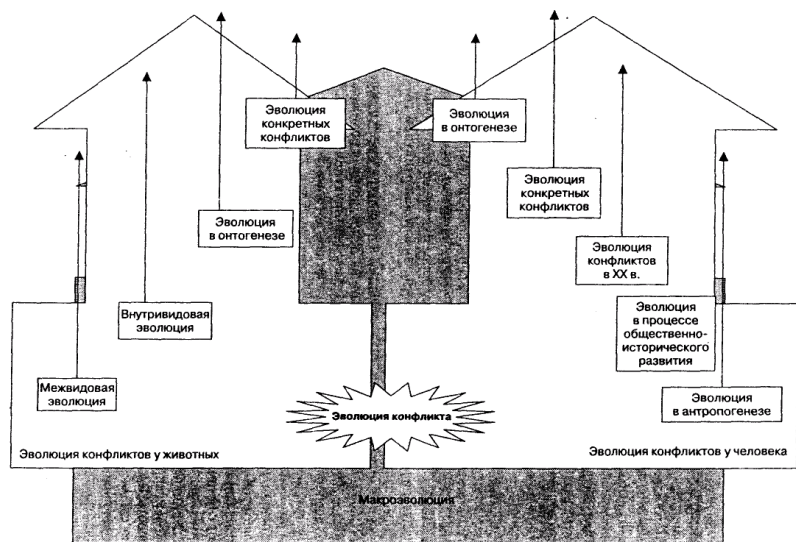 Эволюция
конкретных
конфликтов
Эволюция
в онтогенезе
Эволюция
конкретных
конфликтов
Эволюция
в онтогенезе
Эволюция
конфликтов
в XX в.
Внутривидовая
эволюция
Эволюция
в процессе
общественно-
исторического
развития
Межвидовая
эволюция
Эволюция
в антропогенезе
Эволюция конфликта
Эволюция конфликтов у животных
Эволюция конфликтов у человека
Макроэволюция